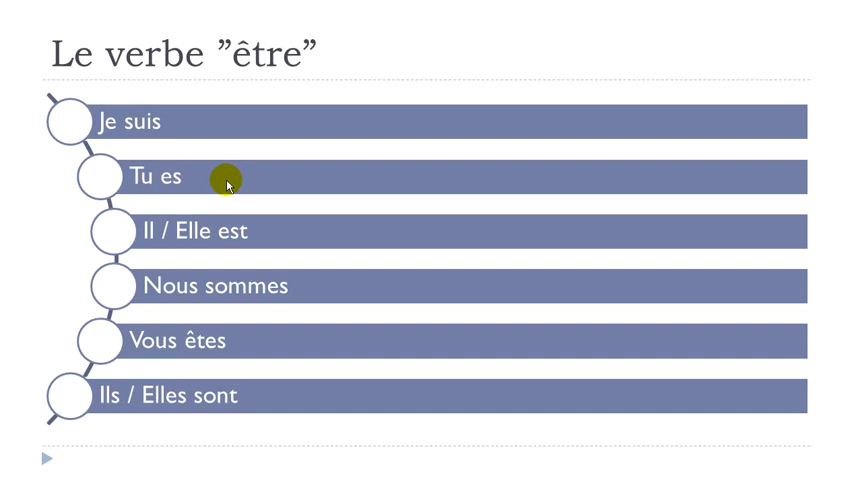 Le verbe ”être”
Je suis
Tu es
Il / Elle est
Nous sommes
Vous êtes
Ils / Elles sont